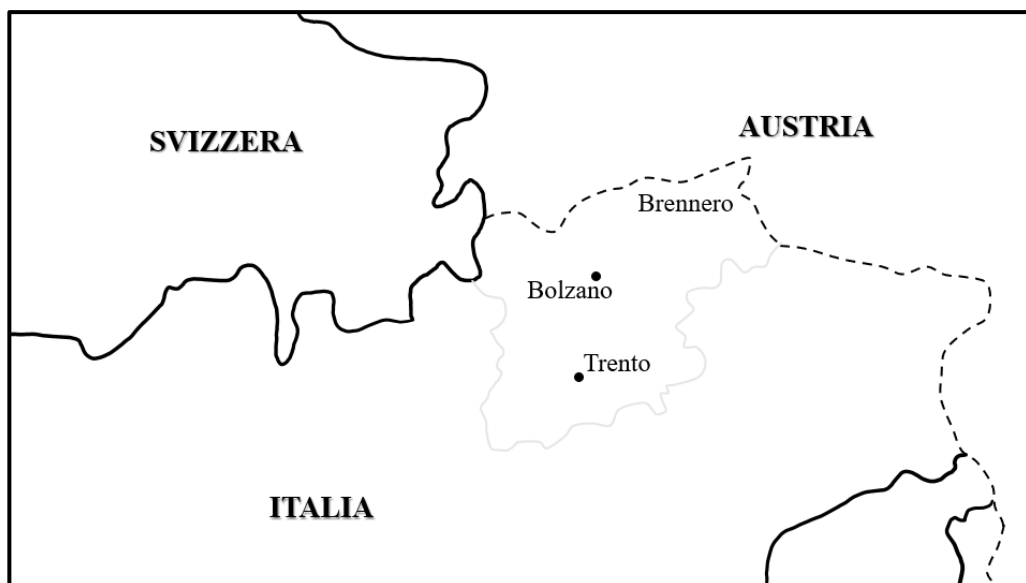 SVIZZERA
AUSTRIA
Brennero
Bolzano
Trento
ITALIA